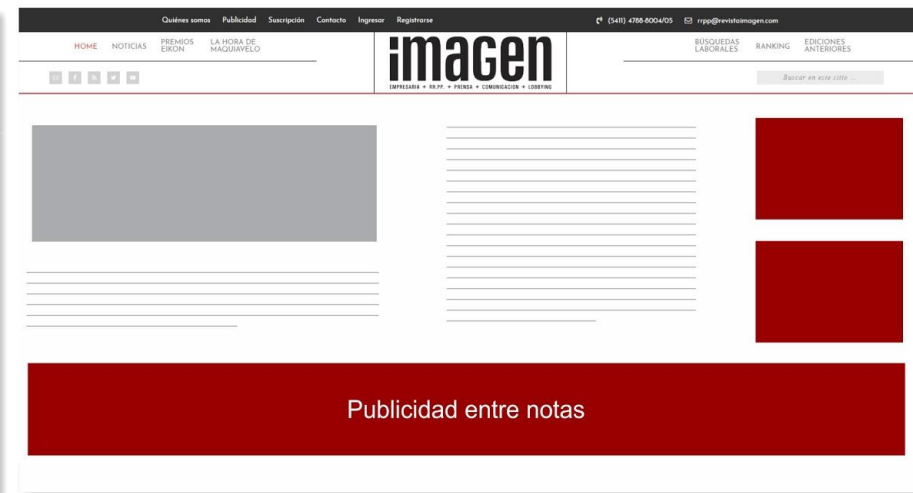 Quiénes somos Publicidad Suscripción Contacto Ingresar Registrarse (5411) 4788-8004/05 rrpp@revistaimagen.com
HOME NOTICIAS PREMIOS EIKON LA HORA DE MAQUIAVELO
imagen
EMPRESARIA + RR.PP. + PRENSA + COMUNICACION + LOBBYING
BÚSQUEDAS LABORALES RANKING EDICIONES ANTERIORES
Buscar en este sitio ...
Publicidad entre notas